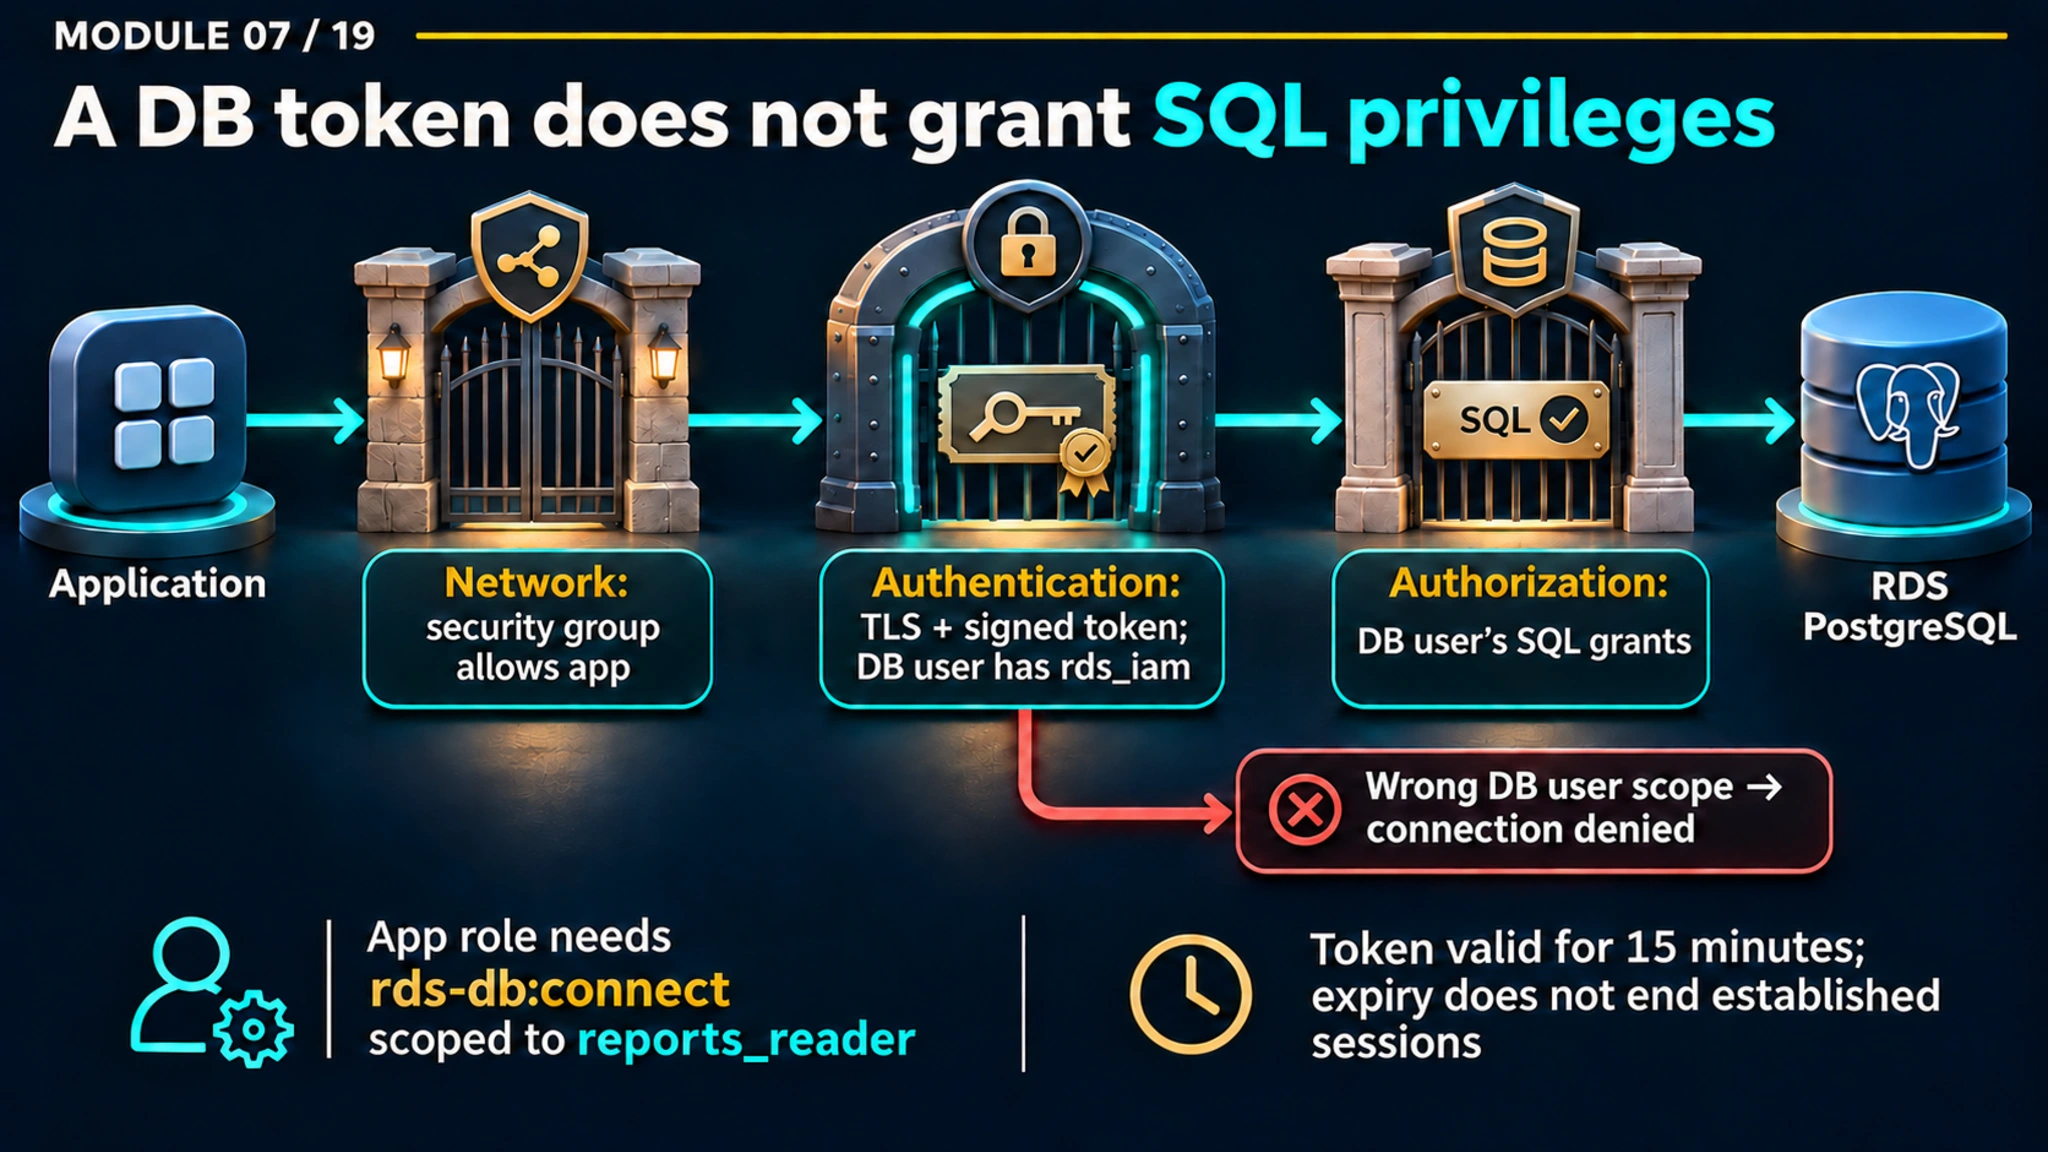 MODULE 07 / 19
A DB token does not grant SQL privileges
SQL
Application
Network:
security group
allows app
Authentication:
TLS + signed token;
DB user has rds_iam
Authorization:
DB user's SQL grants
RDS
PostgreSQL
Wrong DB user scope →
connection denied
App role needs
rds-db:connect
scoped to reports_reader
Token valid for 15 minutes;
expiry does not end established
sessions